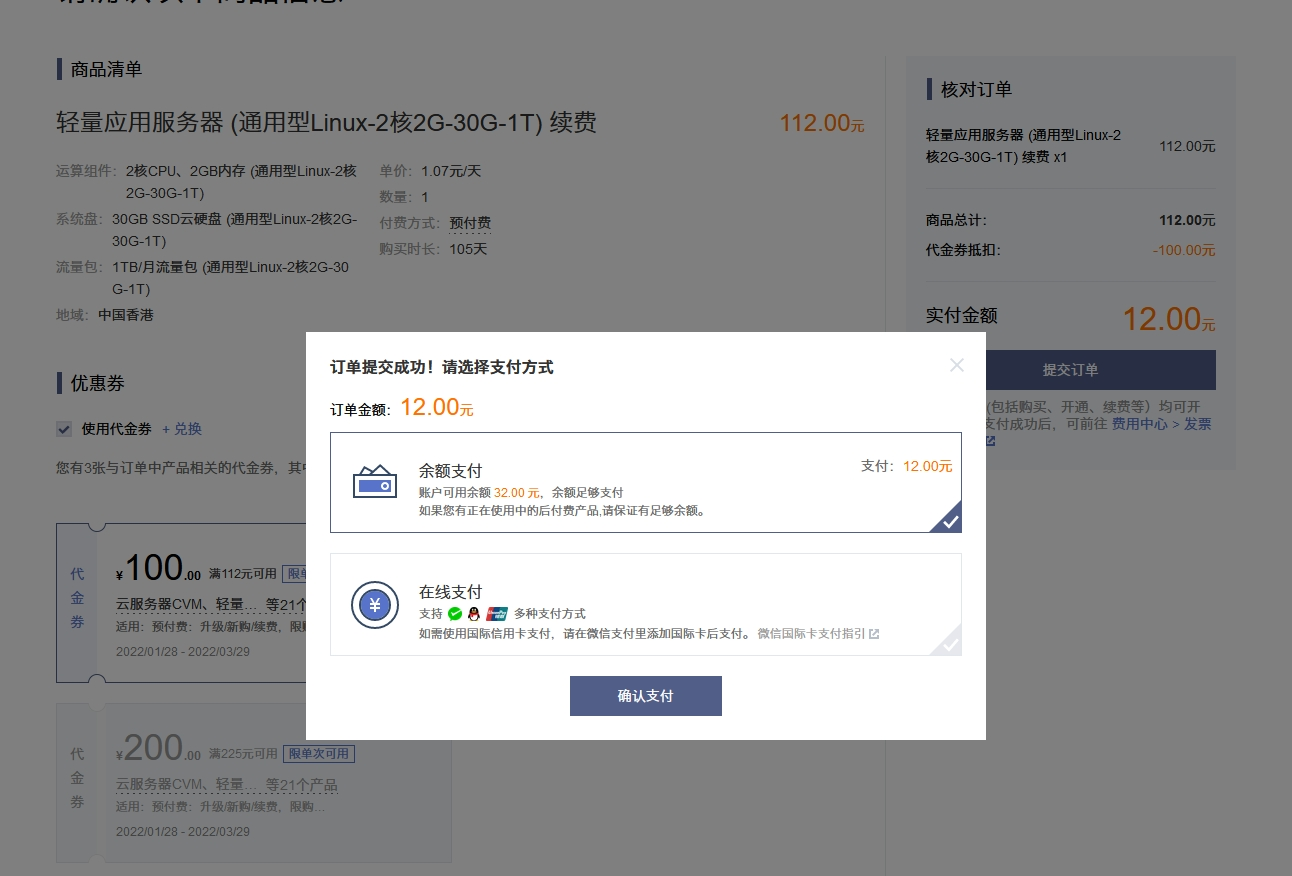 商品清单
轻量应用服务器 (通用型Linux-2核2G-30G-1T) 续费
112.00元
运算组件: 2核CPU、2GB内存 (通用型Linux-2核
2G-30G-1T)
系统盘: 30GB SSD云硬盘 (通用型Linux-2核2G-
30G-1T)
流量包: 1TB/月流量包 (通用型Linux-2核2G-30
G-1T)
地域: 中国香港
单价: 1.07元/天
数量: 1
付费方式: 预付费
购买时长: 105天
优惠券
使用代金券 + 兑换
您有3张与订单中产品相关的代金券，其
代金券
¥100.00 满112元可用 限单
云服务器CVM、轻量... 等21个
适用: 预付费: 升级/新购/续费，限
2022/01/28 - 2022/03/29
代金券
¥200.00 满225元可用 限单次可用
云服务器CVM、轻量... 等21个产品
适用: 预付费: 升级/新购/续费，限购...
2022/01/28 - 2022/03/29
核对订单
轻量应用服务器 (通用型Linux-2
核2G-30G-1T) 续费 x1
112.00元
商品总计: 112.00元
代金券抵扣: -100.00元
实付金额 12.00元
提交订单
(包括购买、开通、续费等）均可开
支付成功后，可前往 费用中心 > 发票
订单提交成功！请选择支付方式
订单金额: 12.00元
余额支付
支付: 12.00元
账户可用余额 32.00 元，余额足够支付
如果您有正在使用中的后付费产品,请保证有足够余额。
在线支付
支持 多种支付方式
如需使用国际信用卡支付，请在微信支付里添加国际卡后支付。 微信国际卡支付指引
确认支付